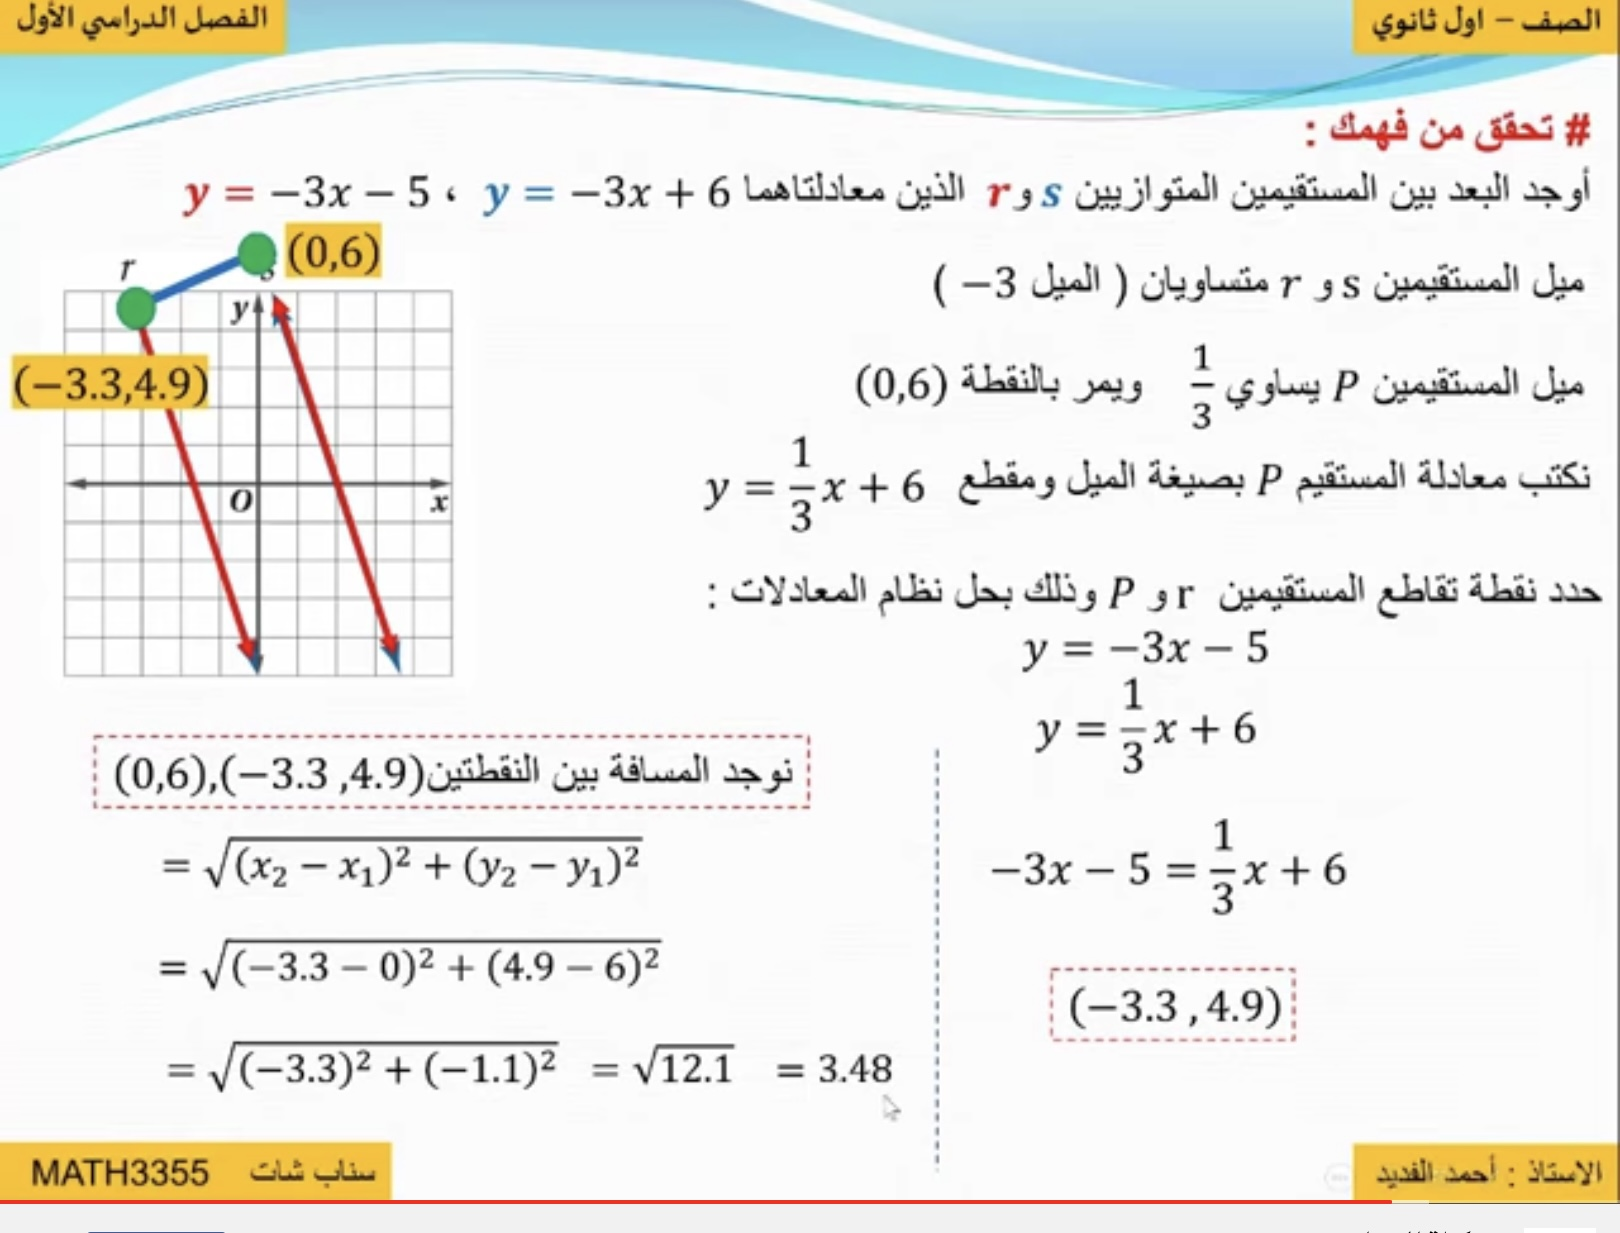 الصف – اول ثانوي
الفصل الدراسي الأول
# تحقق من فهمك :
أوجد البعد بين المستقيمين المتوازيين s و r الذين معادلتاهما y = −3x + 6 ، y = −3x − 5
(0,6)
r
s
y
(−3.3,4.9)
O
x
ميل المستقيمين s و r متساويان ( الميل 3− )
ميل المستقيمين P يساوي 1/3 ويمر بالنقطة (0,6)
نكتب معادلة المستقيم P بصيغة الميل ومقطع y = 1/3 x + 6
حدد نقطة تقاطع المستقيمين r و P وذلك بحل نظام المعادلات :
y = −3x − 5
y = 1/3 x + 6
−3x − 5 = 1/3 x + 6
(−3.3 , 4.9)
نوجد المسافة بين النقطتين (0,6),(−3.3 ,4.9)
= √((x₂ − x₁)² + (y₂ − y₁)²)
= √((−3.3 − 0)² + (4.9 − 6)²)
= √((−3.3)² + (−1.1)²) = √12.1 = 3.48
الاستاذ : أحمد الفديد
سناب شات MATH3355